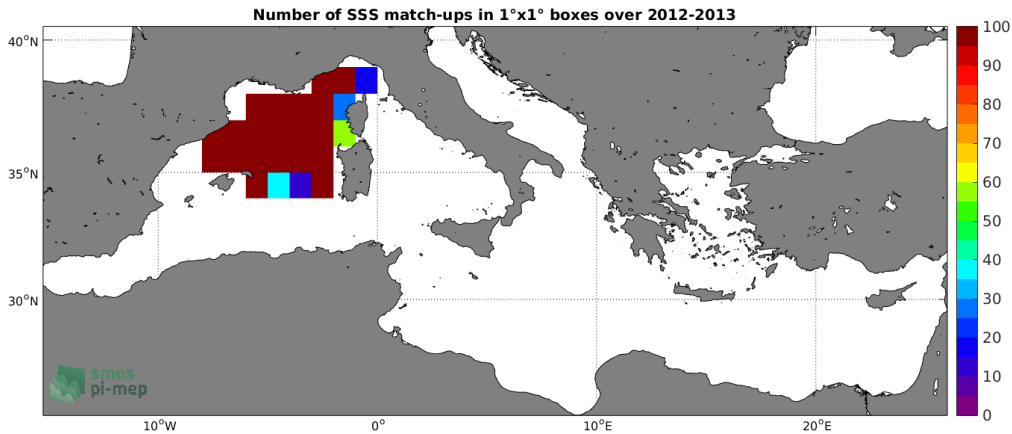 Number of SSS match-ups in 1°x1° boxes over 2012-2013
40°N
35°N
30°N
10°W
0°
10°E
20°E
100
90
80
70
60
50
40
30
20
10
0
smos
pi-mep